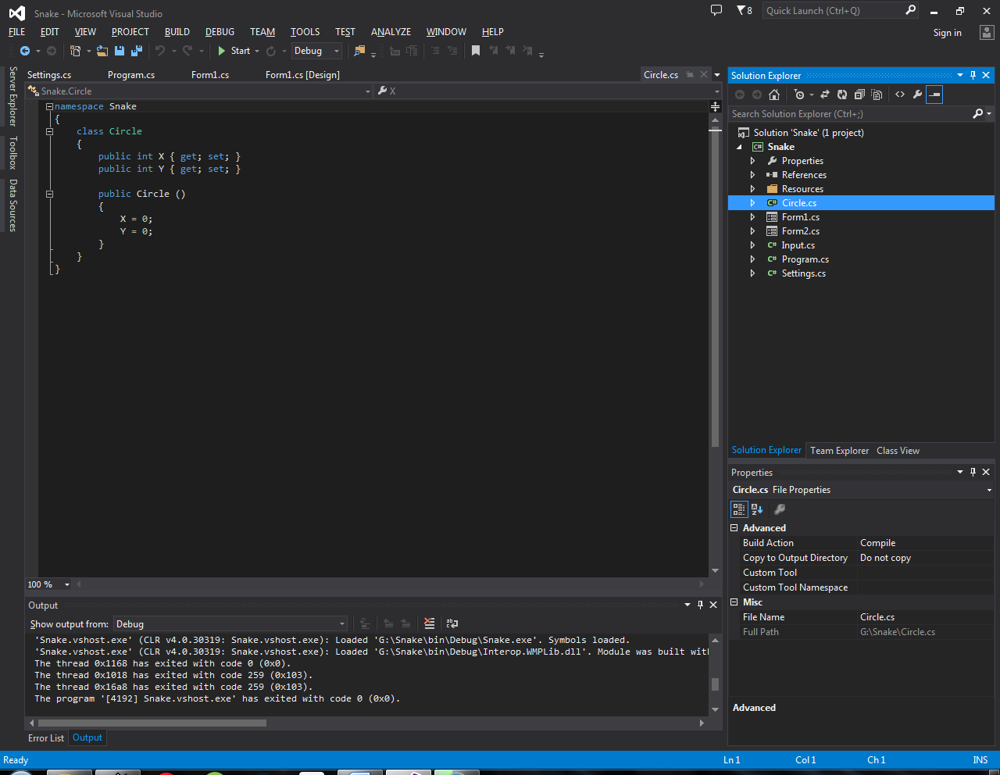 Snake - Microsoft Visual Studio
8
Quick Launch (Ctrl+Q)
FILE EDIT VIEW PROJECT BUILD DEBUG TEAM TOOLS TEST ANALYZE WINDOW HELP
Sign in
Start
Debug
Server Explorer
Toolbox
Data Sources
Settings.cs Program.cs Form1.cs Form1.cs [Design] Circle.cs
Snake.Circle
X
namespace Snake
{
class Circle
{
public int X { get; set; }
public int Y { get; set; }
public Circle ()
{
X = 0;
Y = 0;
}
}
}
100 %
Output
Show output from: Debug
'Snake.vshost.exe' (CLR v4.0.30319: Snake.vshost.exe): Loaded 'G:\Snake\bin\Debug\Snake.exe'. Symbols loaded.
'Snake.vshost.exe' (CLR v4.0.30319: Snake.vshost.exe): Loaded 'G:\Snake\bin\Debug\Interop.WMPLib.dll'. Module was built with
The thread 0x1168 has exited with code 0 (0x0).
The thread 0x1018 has exited with code 259 (0x103).
The thread 0x16a8 has exited with code 259 (0x103).
The program '[4192] Snake.vshost.exe' has exited with code 0 (0x0).
Error List Output
Solution Explorer
Search Solution Explorer (Ctrl+;)
Solution 'Snake' (1 project)
C# Snake
Properties
References
Resources
C# Circle.cs
Form1.cs
Form2.cs
C# Input.cs
C# Program.cs
C# Settings.cs
Solution Explorer Team Explorer Class View
Properties
Circle.cs File Properties
Advanced
Build Action Compile
Copy to Output Directory Do not copy
Custom Tool
Custom Tool Namespace
Misc
File Name Circle.cs
Full Path G:\Snake\Circle.cs
Advanced
Ready
Ln 1
Col 1
Ch 1
INS